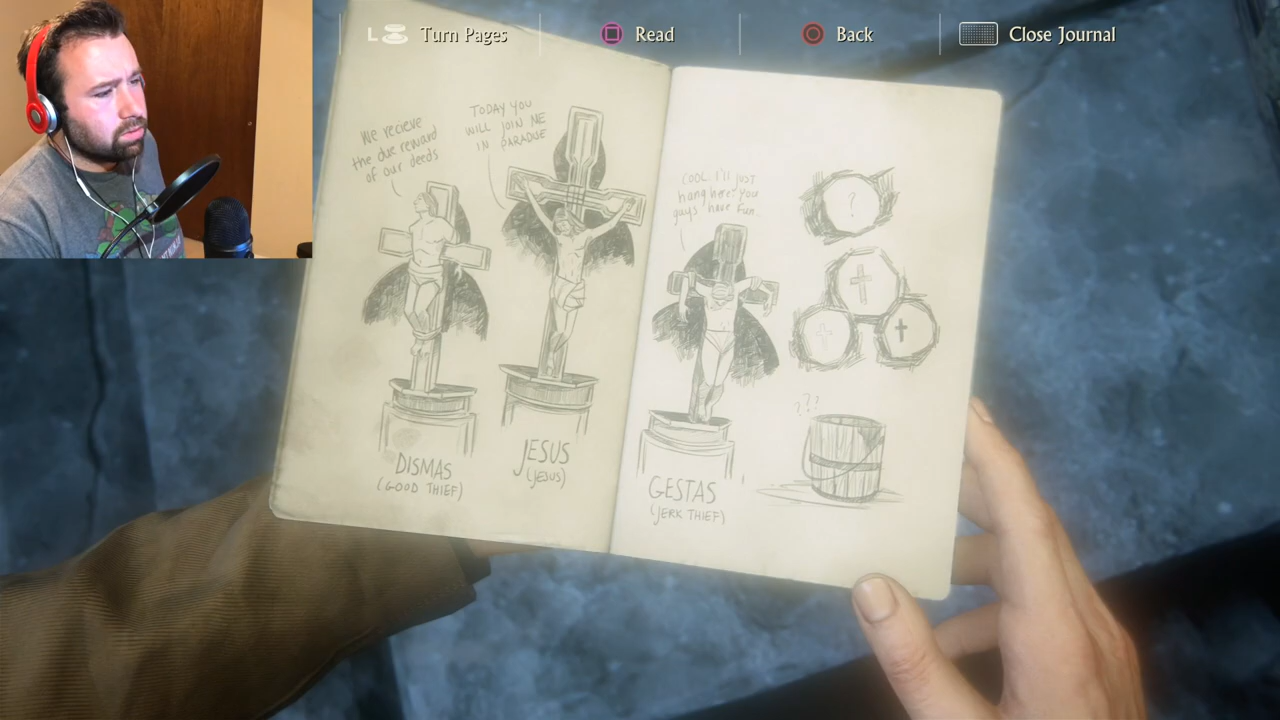 L Turn Pages
Read
Back
Close Journal
We recieve
the due reward
of our deeds
TODAY YOU
WILL JOIN ME
IN PARADISE
COOL I'll JUST
hang here. You
guys have fun.
?
???
DISMAS
(GOOD THIEF)
JESUS
(JESUS)
GESTAS
(JERK THIEF)